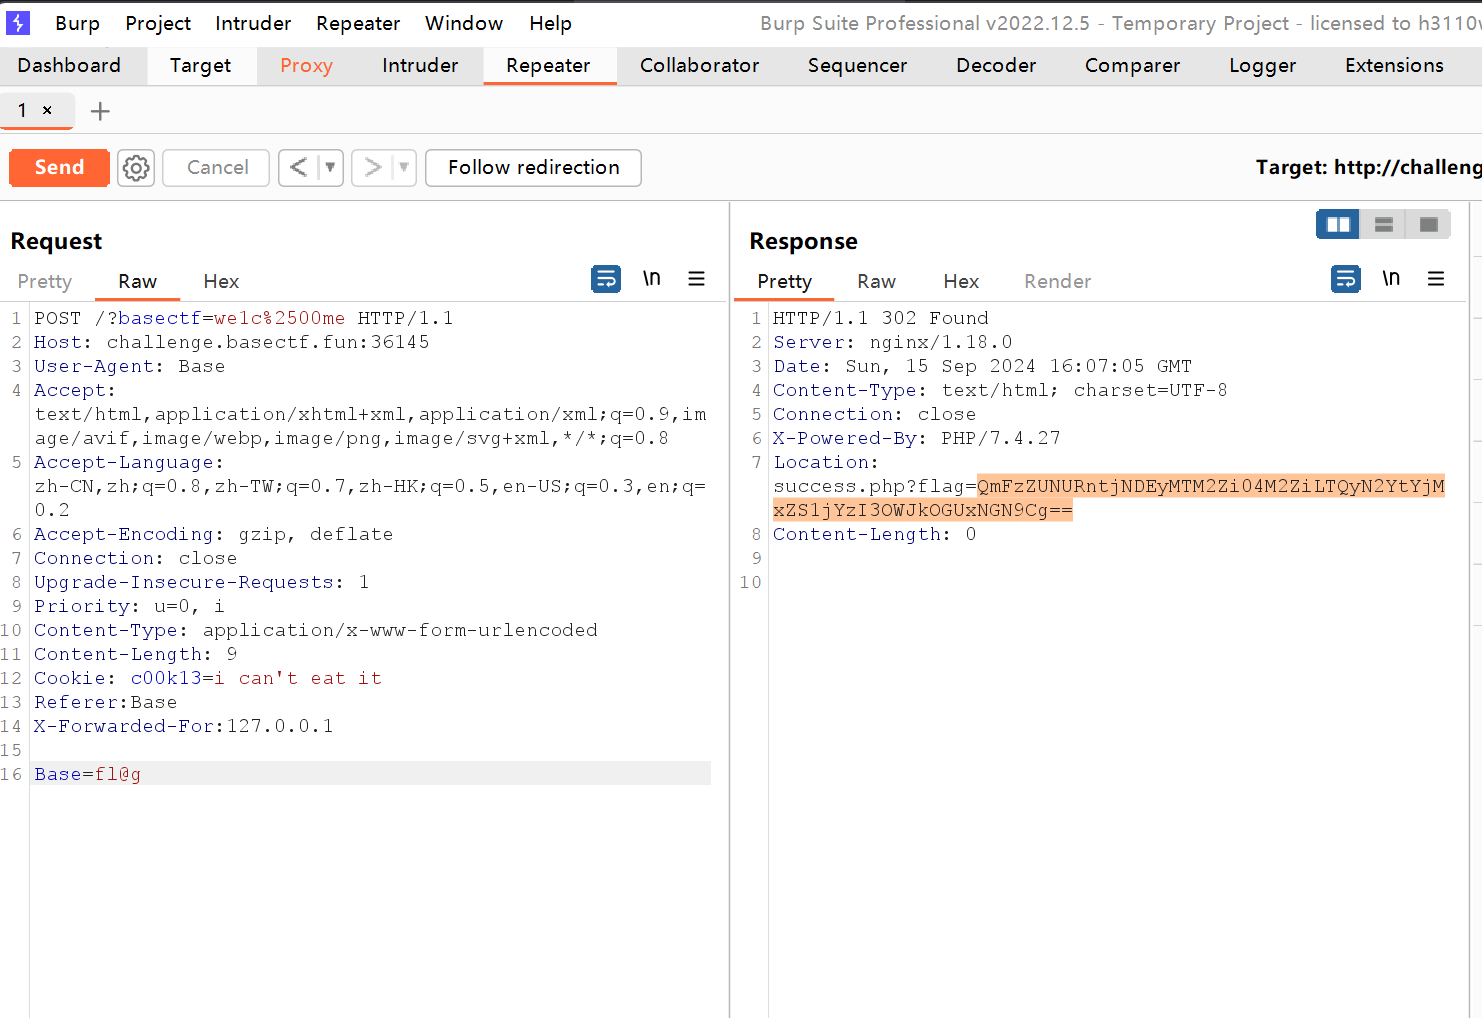 Burp Project Intruder Repeater Window Help Burp Suite Professional v2022.12.5 - Temporary Project - licensed to h3110
Dashboard Target Proxy Intruder Repeater Collaborator Sequencer Decoder Comparer Logger Extensions
1 × +
Send Cancel < ▼ > ▼ Follow redirection Target: http://challeng
Request
Pretty Raw Hex \n
1 POST /?basectf=we1c%2500me HTTP/1.1
2 Host: challenge.basectf.fun:36145
3 User-Agent: Base
4 Accept:
text/html,application/xhtml+xml,application/xml;q=0.9,im
age/avif,image/webp,image/png,image/svg+xml,*/*;q=0.8
5 Accept-Language:
zh-CN,zh;q=0.8,zh-TW;q=0.7,zh-HK;q=0.5,en-US;q=0.3,en;q=
0.2
6 Accept-Encoding: gzip, deflate
7 Connection: close
8 Upgrade-Insecure-Requests: 1
9 Priority: u=0, i
10 Content-Type: application/x-www-form-urlencoded
11 Content-Length: 9
12 Cookie: c00k13=i can't eat it
13 Referer:Base
14 X-Forwarded-For:127.0.0.1
15
16 Base=fl@g
Response
Pretty Raw Hex Render \n
1 HTTP/1.1 302 Found
2 Server: nginx/1.18.0
3 Date: Sun, 15 Sep 2024 16:07:05 GMT
4 Content-Type: text/html; charset=UTF-8
5 Connection: close
6 X-Powered-By: PHP/7.4.27
7 Location:
success.php?flag=QmFzZUNURntjNDEyMTM2Zi04M2ZiLTQyN2YtYjM
xZS1jYzI3OWJkOGUxNGN9Cg==
8 Content-Length: 0
9
10